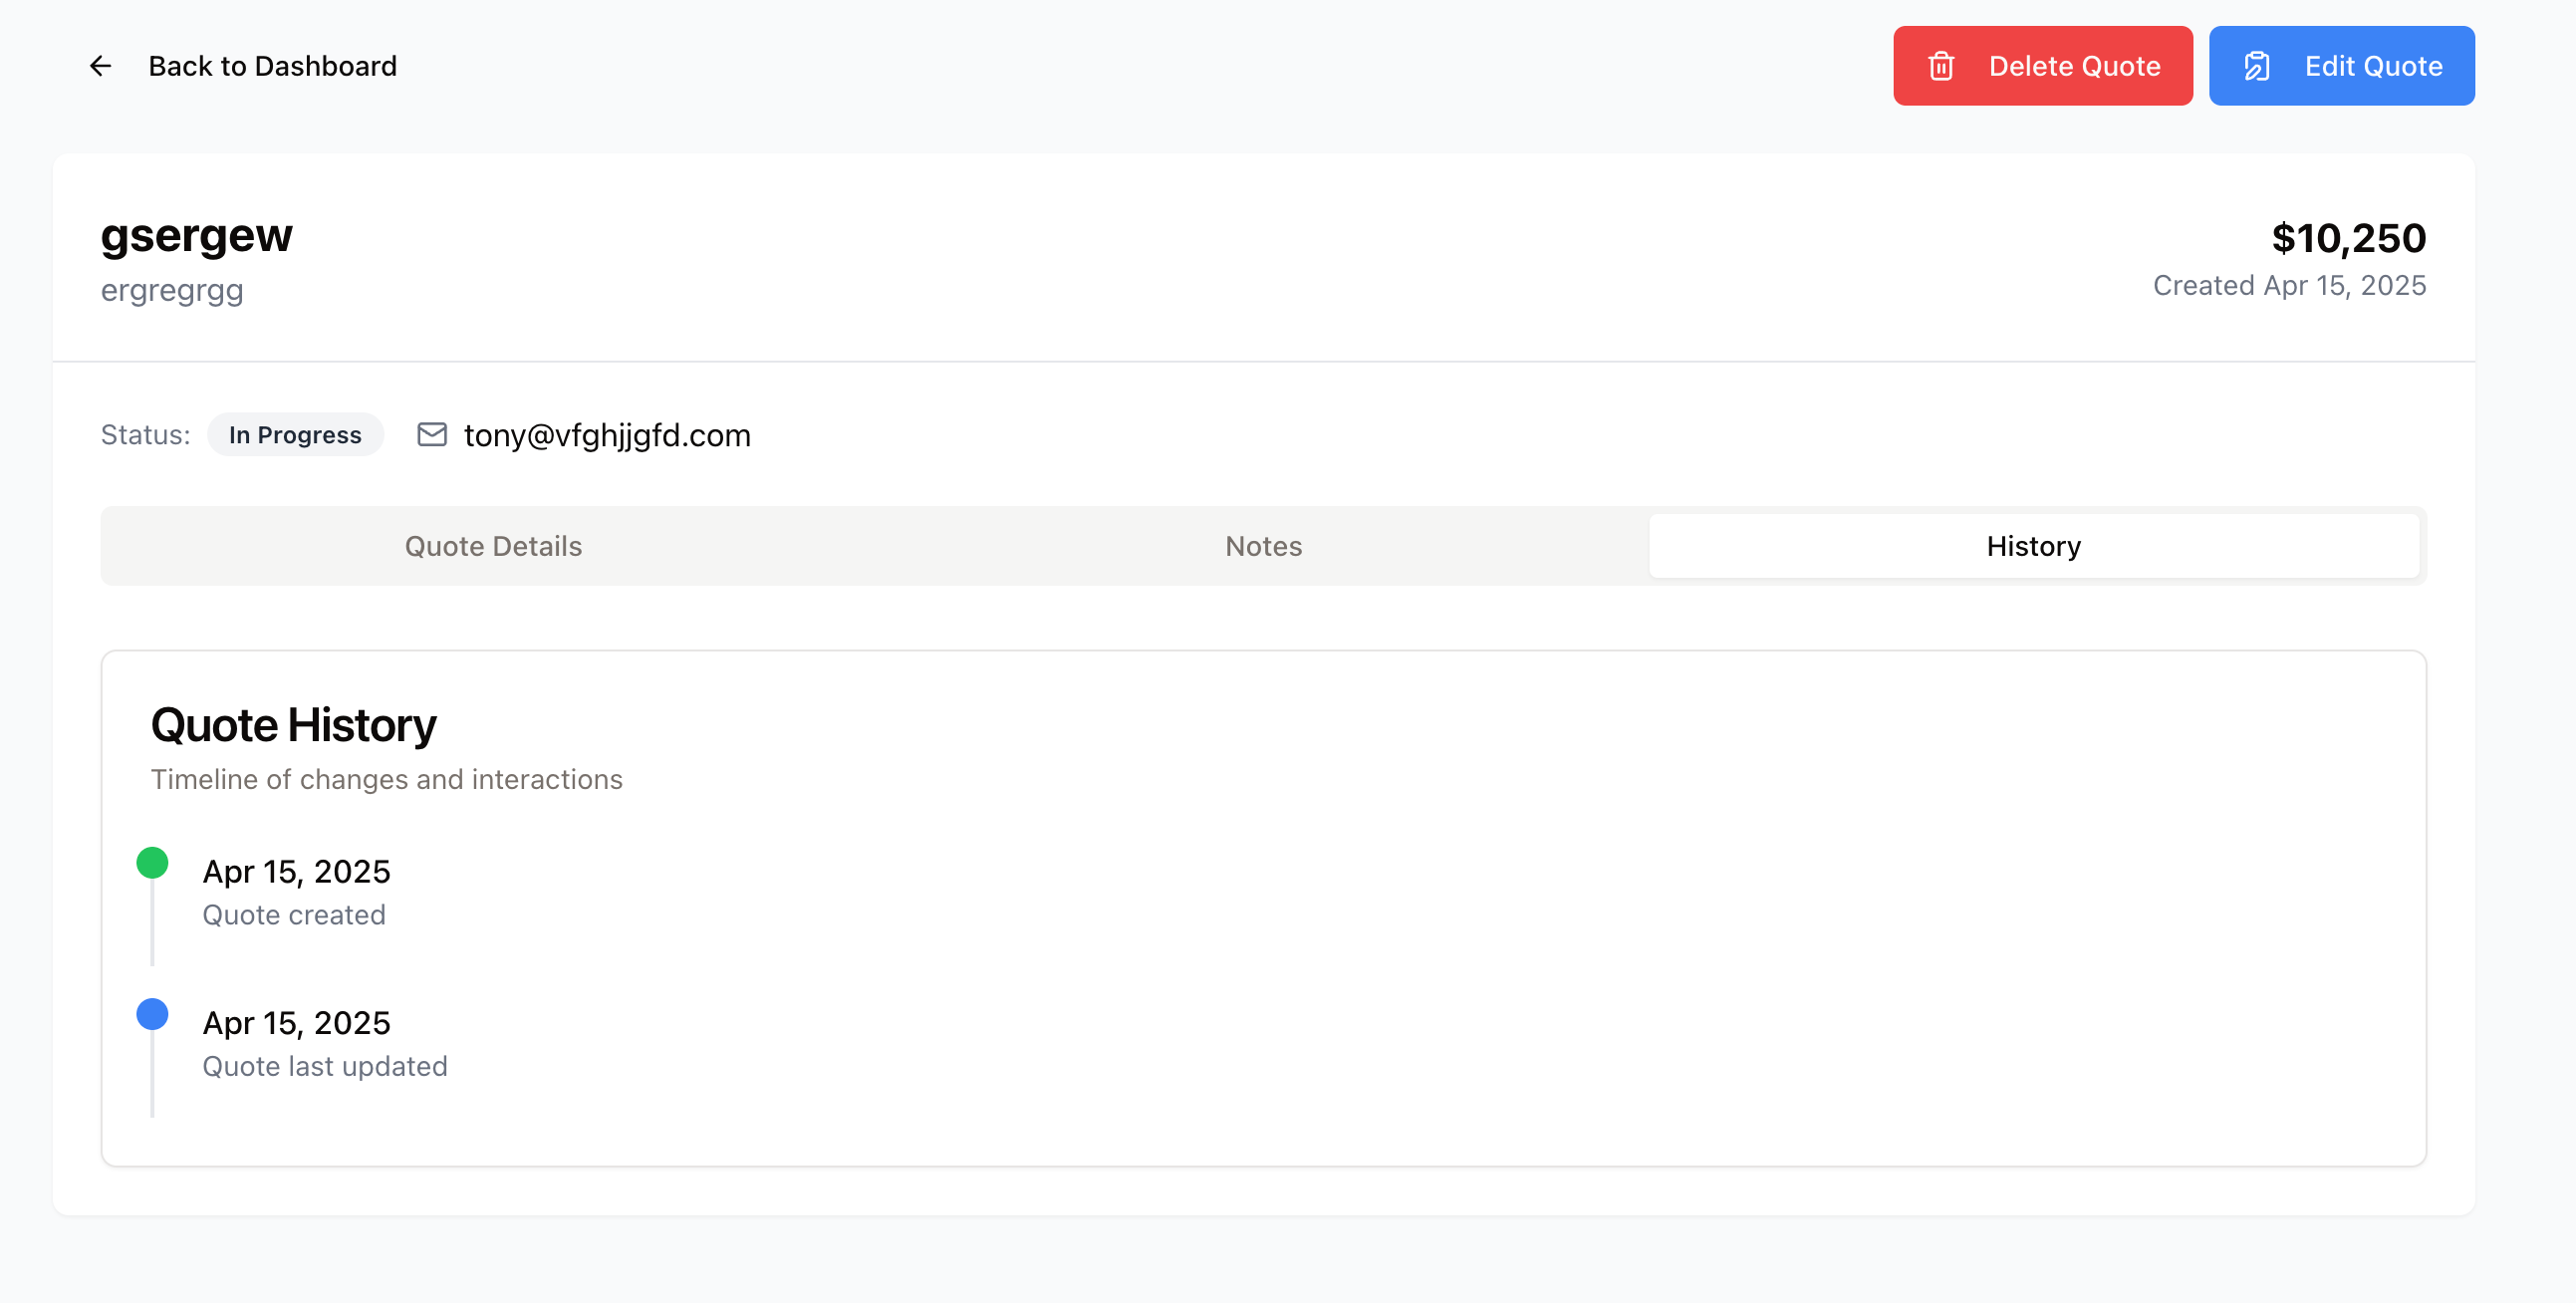 Back to Dashboard
Delete Quote
Edit Quote
gsergew
$10,250
ergregrgg
Created Apr 15, 2025
Status: In Progress tony@vfghjjgfd.com
Quote Details
Notes
History
Quote History
Timeline of changes and interactions
Apr 15, 2025
Quote created
Apr 15, 2025
Quote last updated